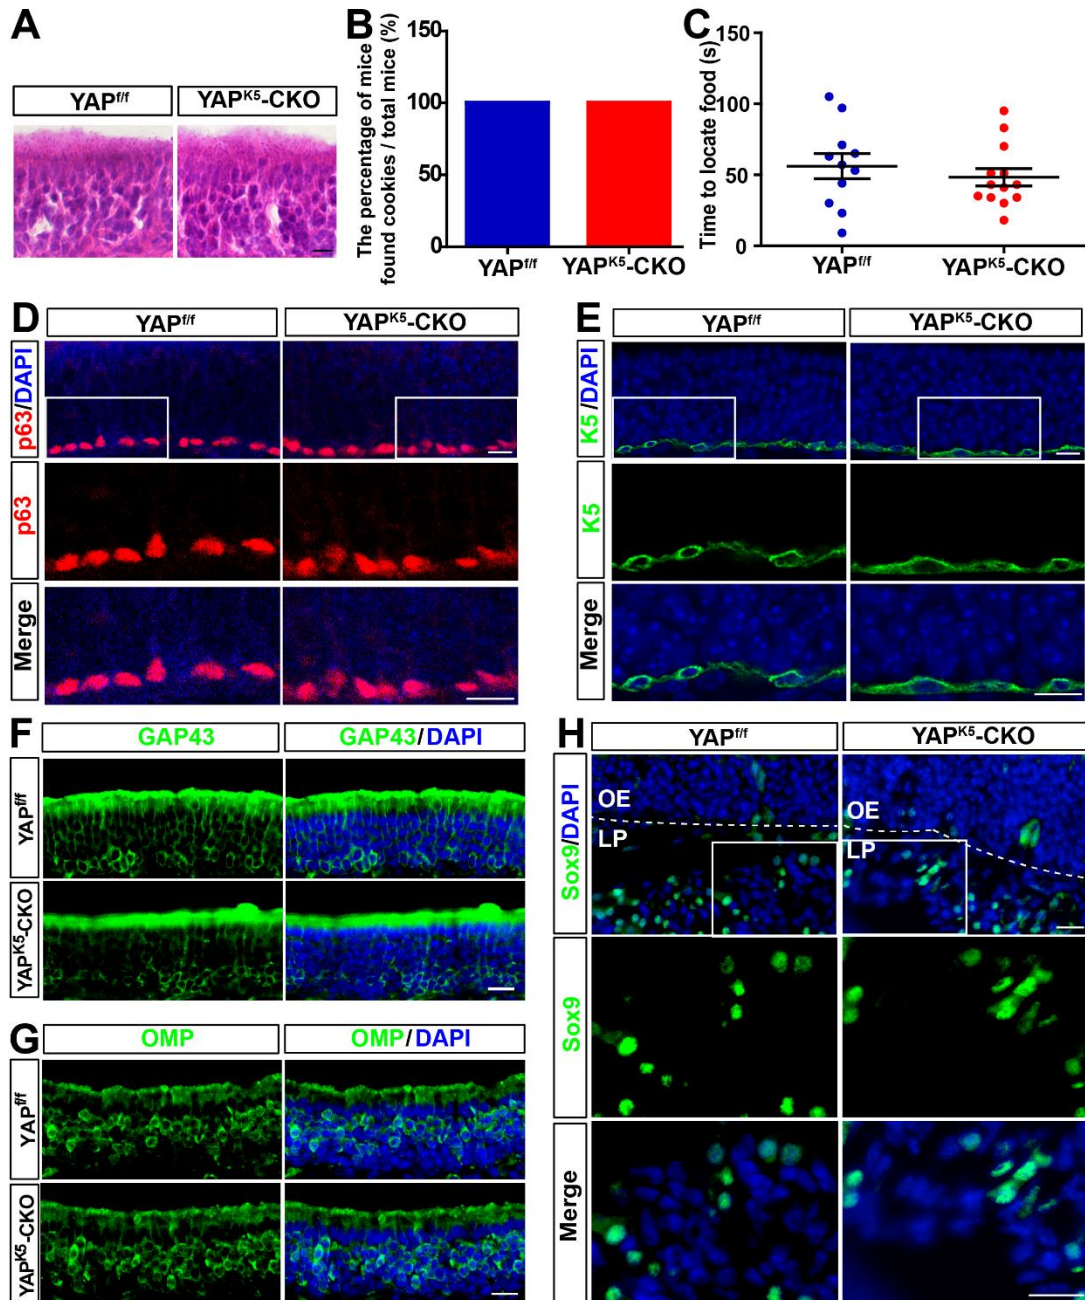 A
YAPf/f
YAPK5-CKO
B
The percentage of mice
found cookies / total mice (%)
150
100
50
0
YAPf/f
YAPK5-CKO
C
Time to locate food (s)
150
100
50
0
YAPf/f
YAPK5-CKO
D
YAPf/f
YAPK5-CKO
p63/DAPI
p63
Merge
E
YAPf/f
YAPK5-CKO
K5/DAPI
K5
Merge
F
GAP43
GAP43/DAPI
YAPf/f
YAPK5-CKO
G
OMP
OMP/DAPI
YAPf/f
YAPK5-CKO
H
YAPf/f
YAPK5-CKO
Sox9/DAPI
OE
LP
OE
LP
Sox9
Merge